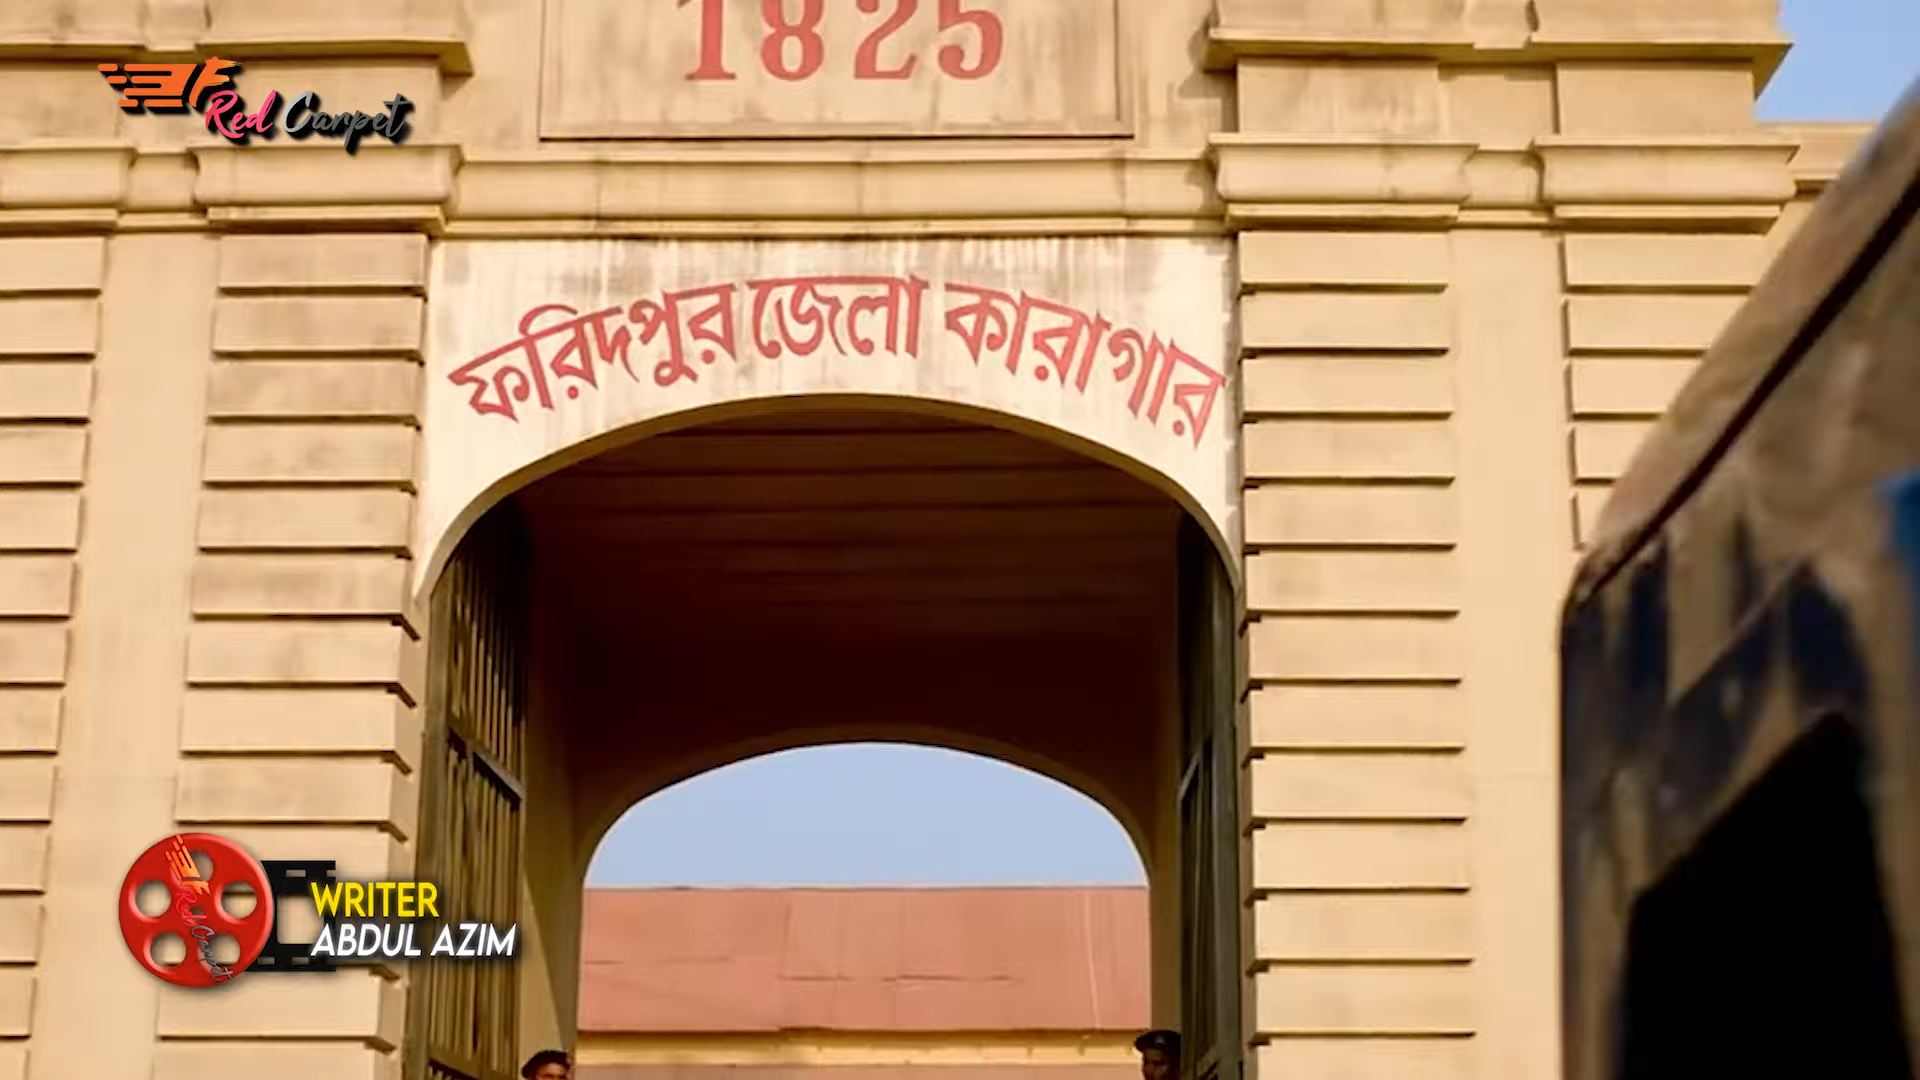 1825
Red Carpet
ফরিদপুর জেলা কারাগার
WRITER
ABDUL AZIM